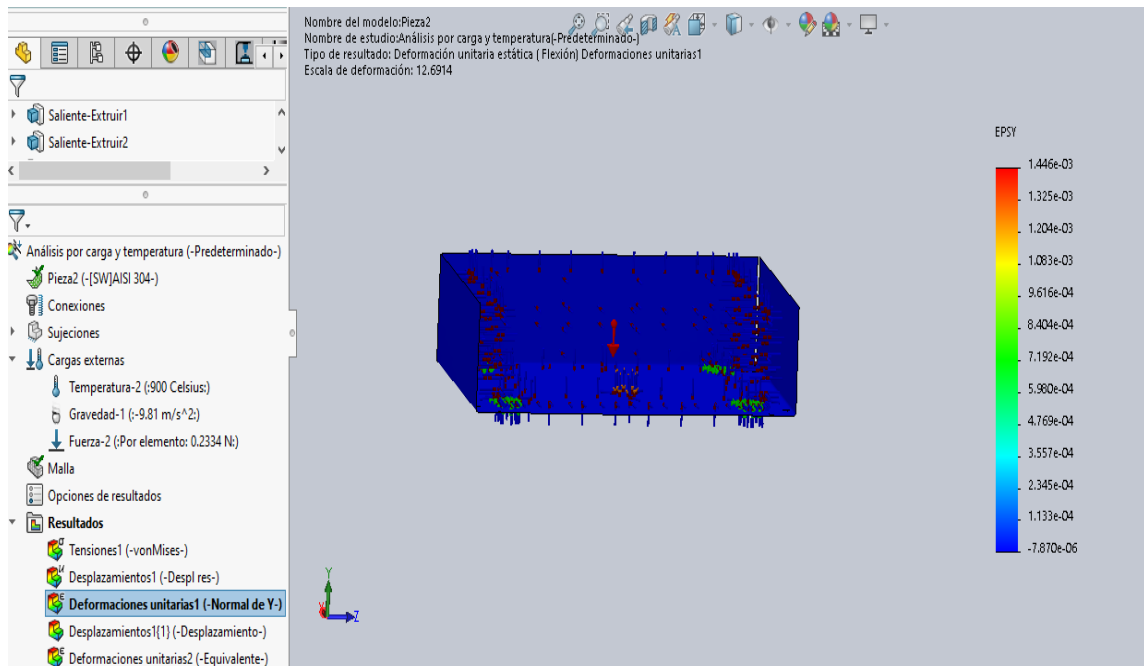 Nombre del modelo:Pieza2
Nombre de estudio:Análisis por carga y temperatura(-Predeterminado-)
Tipo de resultado: Deformación unitaria estática ( Flexión) Deformaciones unitarias1
Escala de deformación: 12.6914
Saliente-Extruir1
Saliente-Extruir2
Análisis por carga y temperatura (-Predeterminado-)
Pieza2 (-[SW]AISI 304-)
Conexiones
Sujeciones
Cargas externas
Temperatura-2 (:900 Celsius:)
Gravedad-1 (:-9.81 m/s^2:)
Fuerza-2 (:Por elemento: 0.2334 N:)
Malla
Opciones de resultados
Resultados
Tensiones1 (-vonMises-)
Desplazamientos1 (-Despl res-)
Deformaciones unitarias1 (-Normal de Y-)
Desplazamientos1{1} (-Desplazamiento-)
Deformaciones unitarias2 (-Equivalente-)
EPSY
1.446e-03
1.325e-03
1.204e-03
1.083e-03
9.616e-04
8.404e-04
7.192e-04
5.980e-04
4.769e-04
3.557e-04
2.345e-04
1.133e-04
-7.870e-06
Y
Z